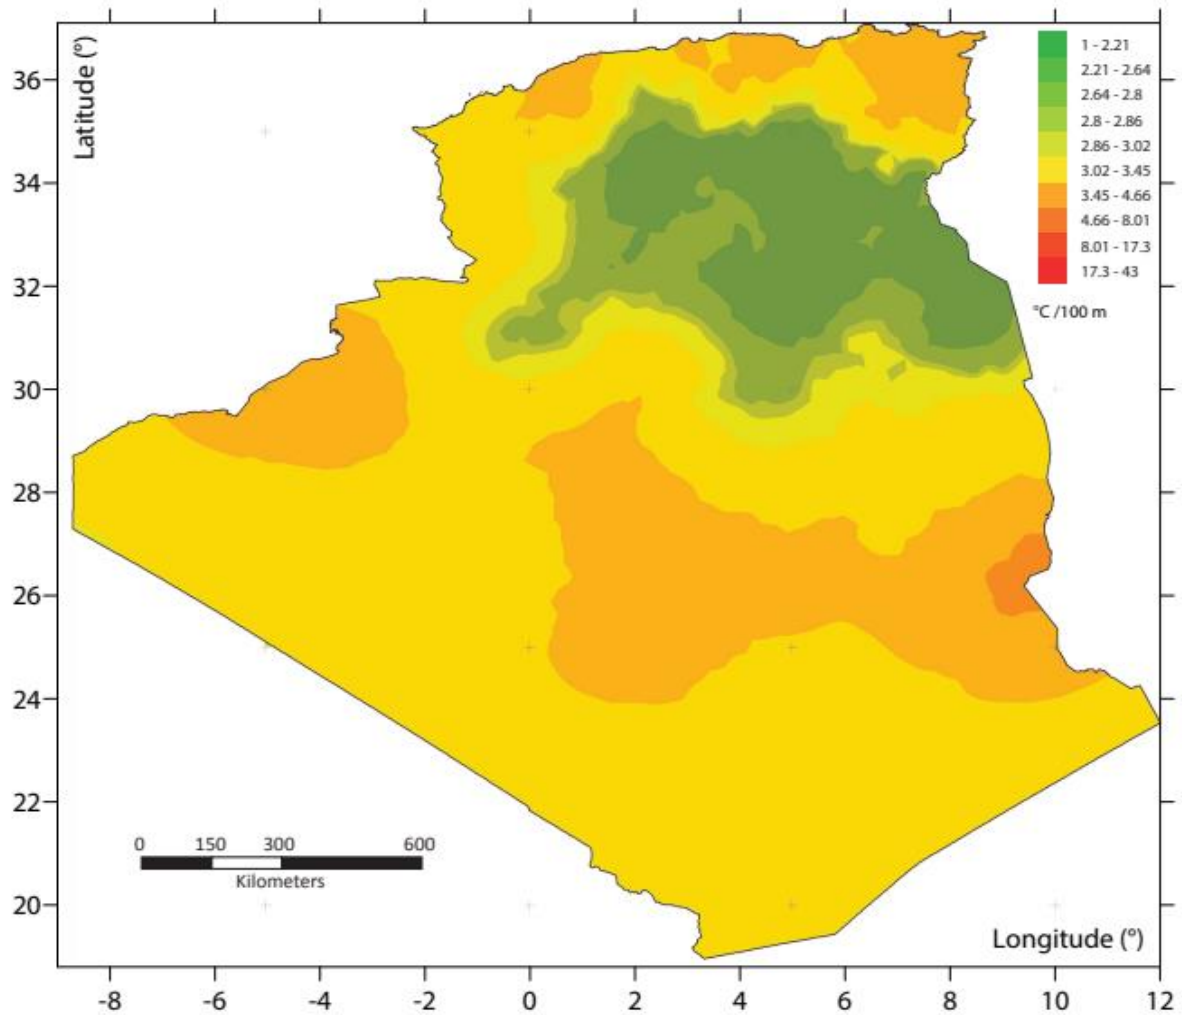 Latitude (°)
36
34
32
30
28
26
24
22
20
1 - 2.21
2.21 - 2.64
2.64 - 2.8
2.8 - 2.86
2.86 - 3.02
3.02 - 3.45
3.45 - 4.66
4.66 - 8.01
8.01 - 17.3
17.3 - 43
°C /100 m
0 150 300 600
Kilometers
Longitude (°)
-8 -6 -4 -2 0 2 4 6 8 10 12